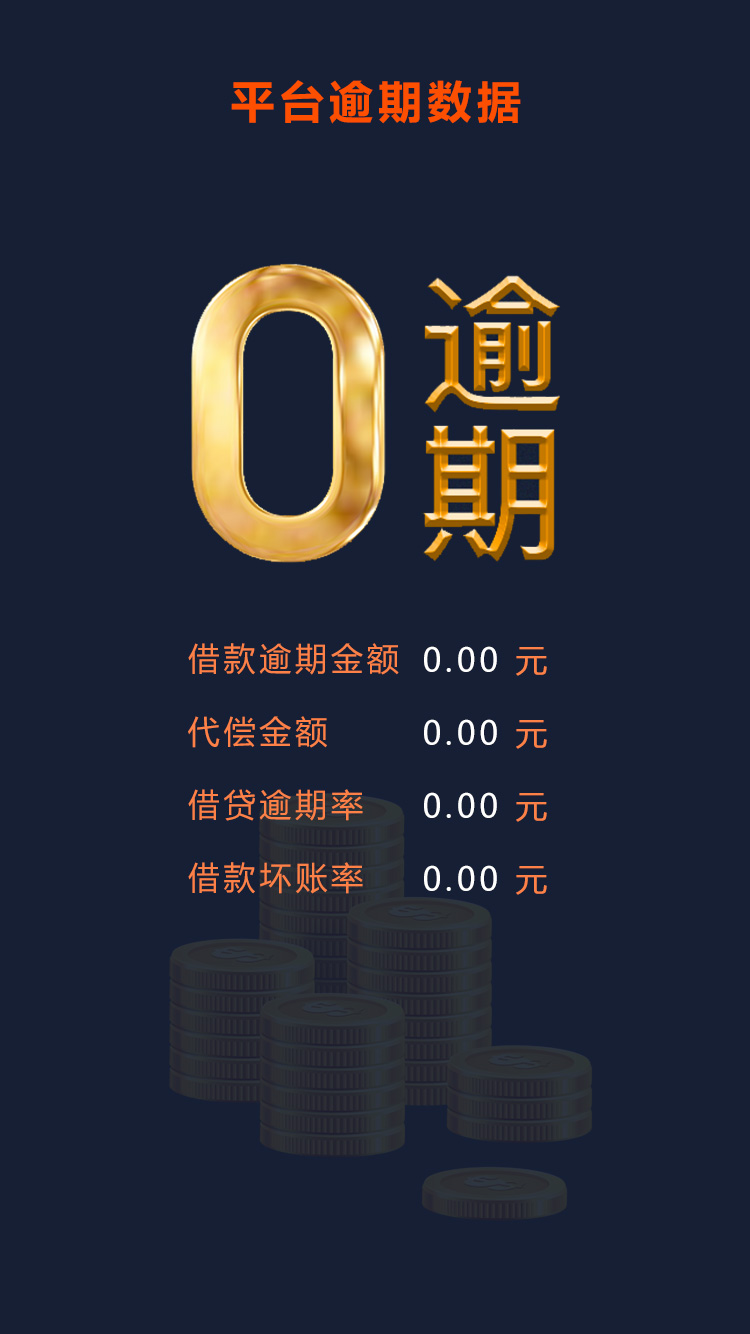 平台逾期数据
0逾期
借款逾期金额 0.00 元
代偿金额 0.00 元
借贷逾期率 0.00 元
借款坏账率 0.00 元